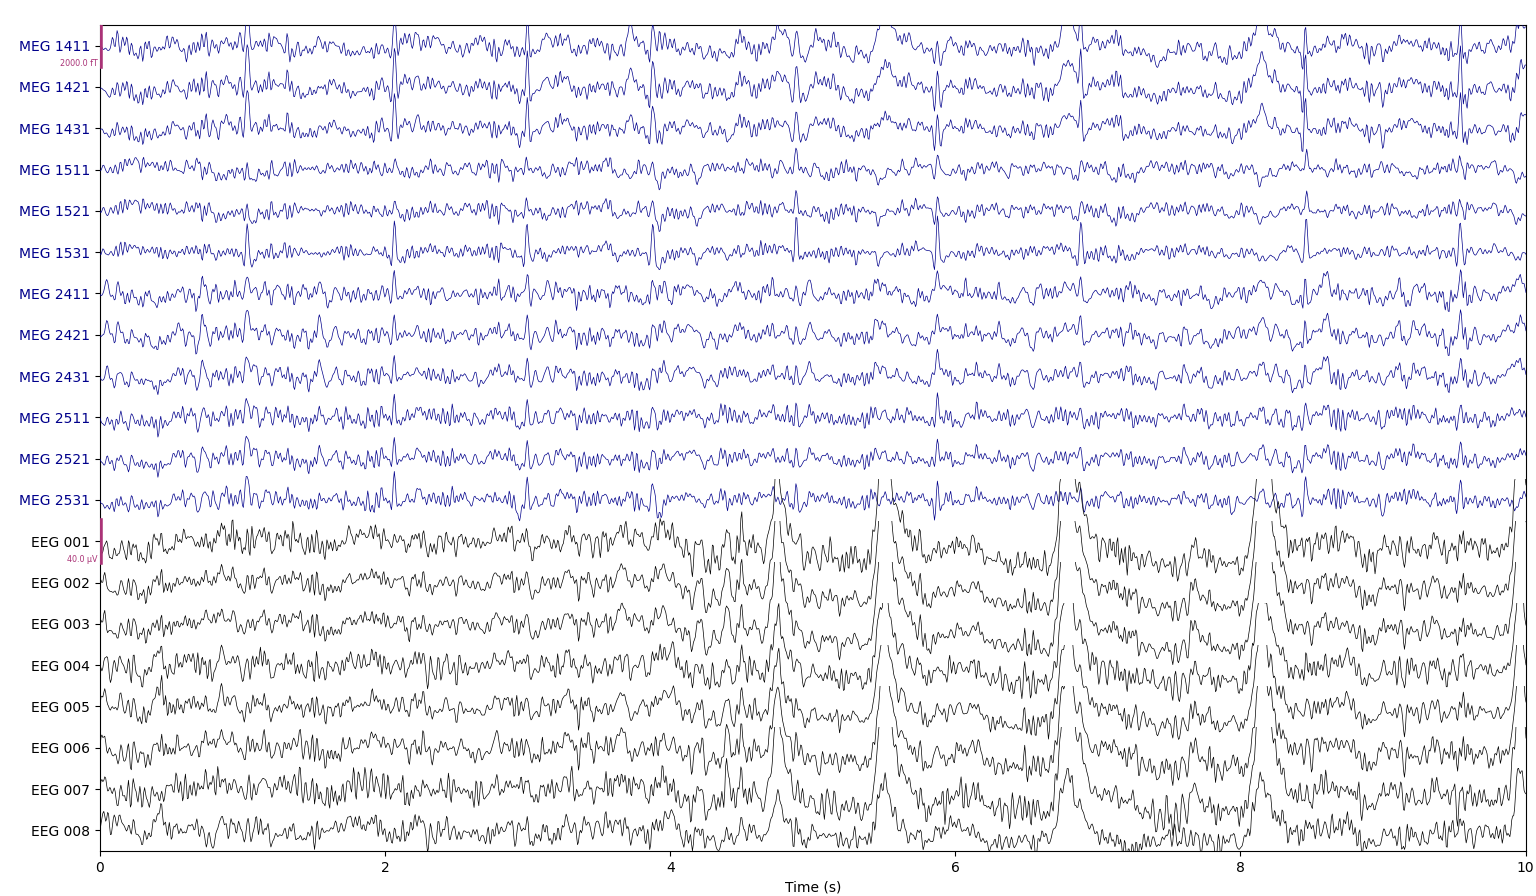 MEG 1411
2000.0 fT
MEG 1421
MEG 1431
MEG 1511
MEG 1521
MEG 1531
MEG 2411
MEG 2421
MEG 2431
MEG 2511
MEG 2521
MEG 2531
EEG 001
40.0 µV
EEG 002
EEG 003
EEG 004
EEG 005
EEG 006
EEG 007
EEG 008
0 2 4 6 8 10
Time (s)